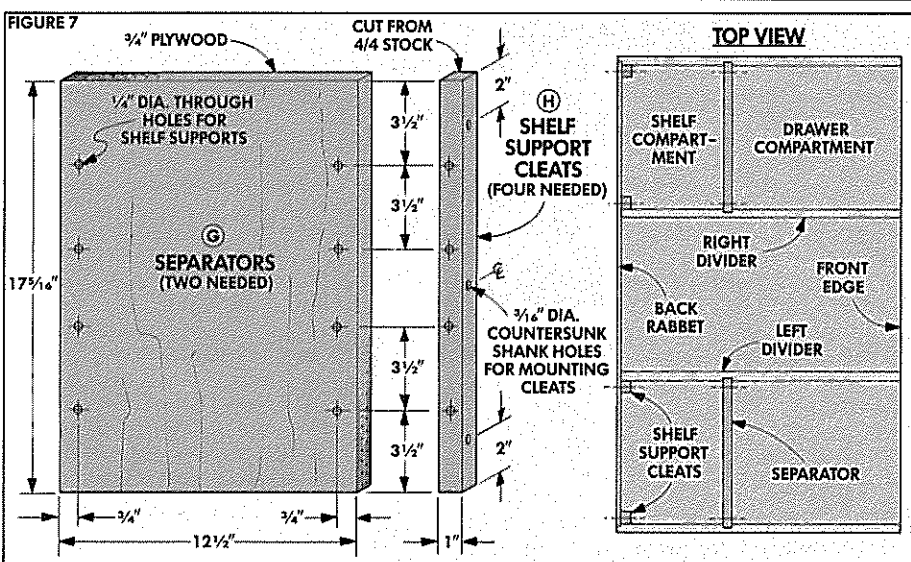 FIGURE 7
3/4" PLYWOOD
1/4" DIA. THROUGH
HOLES FOR
SHELF SUPPORTS
G
SEPARATORS
(TWO NEEDED)
17 5/16"
3/4"
3/4"
12 1/2"
CUT FROM
4/4 STOCK
2"
3 1/2"
3 1/2"
3 1/2"
3 1/2"
H
SHELF
SUPPORT
CLEATS
(FOUR NEEDED)
℄
3/16" DIA.
COUNTERSUNK
SHANK HOLES
FOR MOUNTING
CLEATS
2"
1"
TOP VIEW
SHELF
COMPART-
MENT
DRAWER
COMPARTMENT
RIGHT
DIVIDER
FRONT
EDGE
BACK
RABBET
LEFT
DIVIDER
SHELF
SUPPORT
CLEATS
SEPARATOR